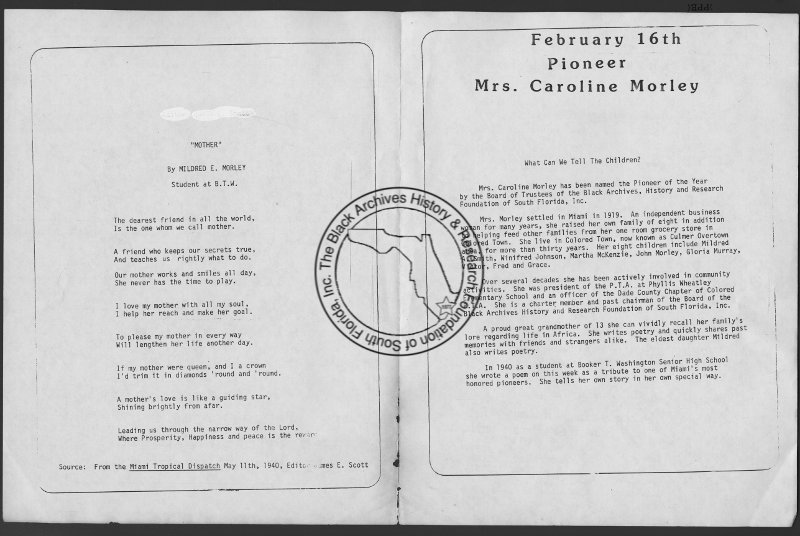 "MOTHER"
By MILDRED E. MORLEY
Student at B.T.W.
The dearest friend in all the world,
Is the one whom we call mother.
A friend who keeps our secrets true,
And teaches us rightly what to do.
Our mother works and smiles all day,
She never has the time to play.
I love my mother with all my soul,
I help her reach and make her goal.
To please my mother in every way
Will lengthen her life another day.
If my mother were queen, and I a crown
I'd trim it in diamonds 'round and 'round.
A mother's love is like a guiding star,
Shining brightly from afar.
Leading us through the narrow way of the Lord,
Where Prosperity, Happiness and peace is the
Source: From the Miami Tropical Dispatch May 11th, 1940, Editor James E. Scott
February 16th
Pioneer
Mrs. Caroline Morley
What Can We Tell The Children?
Mrs. Caroline Morley has been named the Pioneer of the Year
by the Board of Trustees of the Black Archives, History and Research
Foundation of South Florida, Inc.
Mrs. Morley settled in Miami in 1919. An independent business
woman for many years, she raised her own family of eight in addition
helping feed other families from her one room grocery store in
Colored Town. She live in Colored Town, now known as Culmer Overtown
for more than thirty years. Her eight children include Mildred
Smith, Winifred Johnson, Martha McKenzie, John Morley, Gloria Murray,
Fred and Grace.
Over several decades she has been actively involved in community
activities. She was president of the P.T.A. at Phyllis Wheatley
Elementary School and an officer of the Dade County Chapter of Colored
P.T.A. She is a charter member and past chairman of the Board of the
Black Archives History and Research Foundation of South Florida, Inc.
A proud great grandmother of 13 she can vividly recall her family's
lore regarding life in Africa. She writes poetry and quickly shares past
memories with friends and strangers alike. The eldest daughter Mildred
also writes poetry.
In 1940 as a student at Booker T. Washington Senior High School
she wrote a poem on this week as a tribute to one of Miami's most
honored pioneers. She tells her own story in her own special way.
The Black Archives History & Research Foundation of South Florida, Inc.